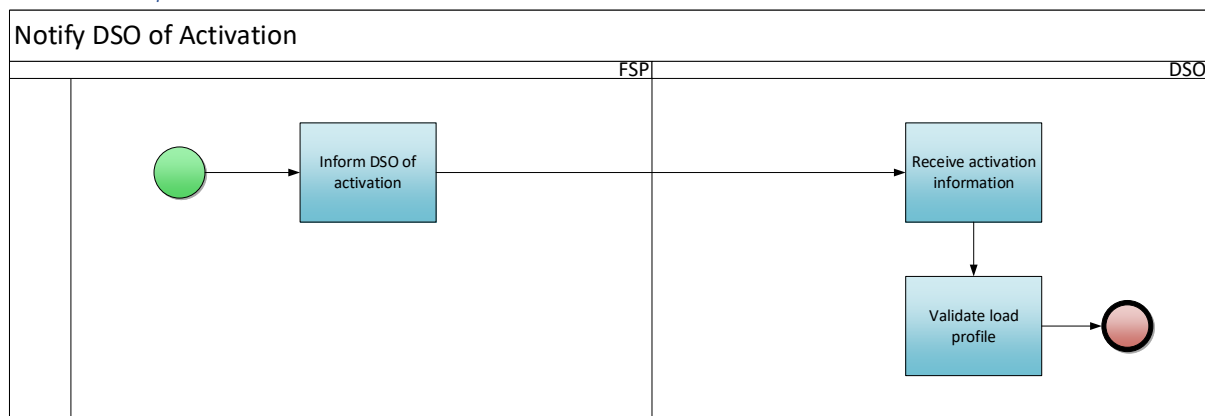 Notify DSO of Activation
FSP
DSO
Inform DSO of
activation
Receive activation
information
Validate load
profile